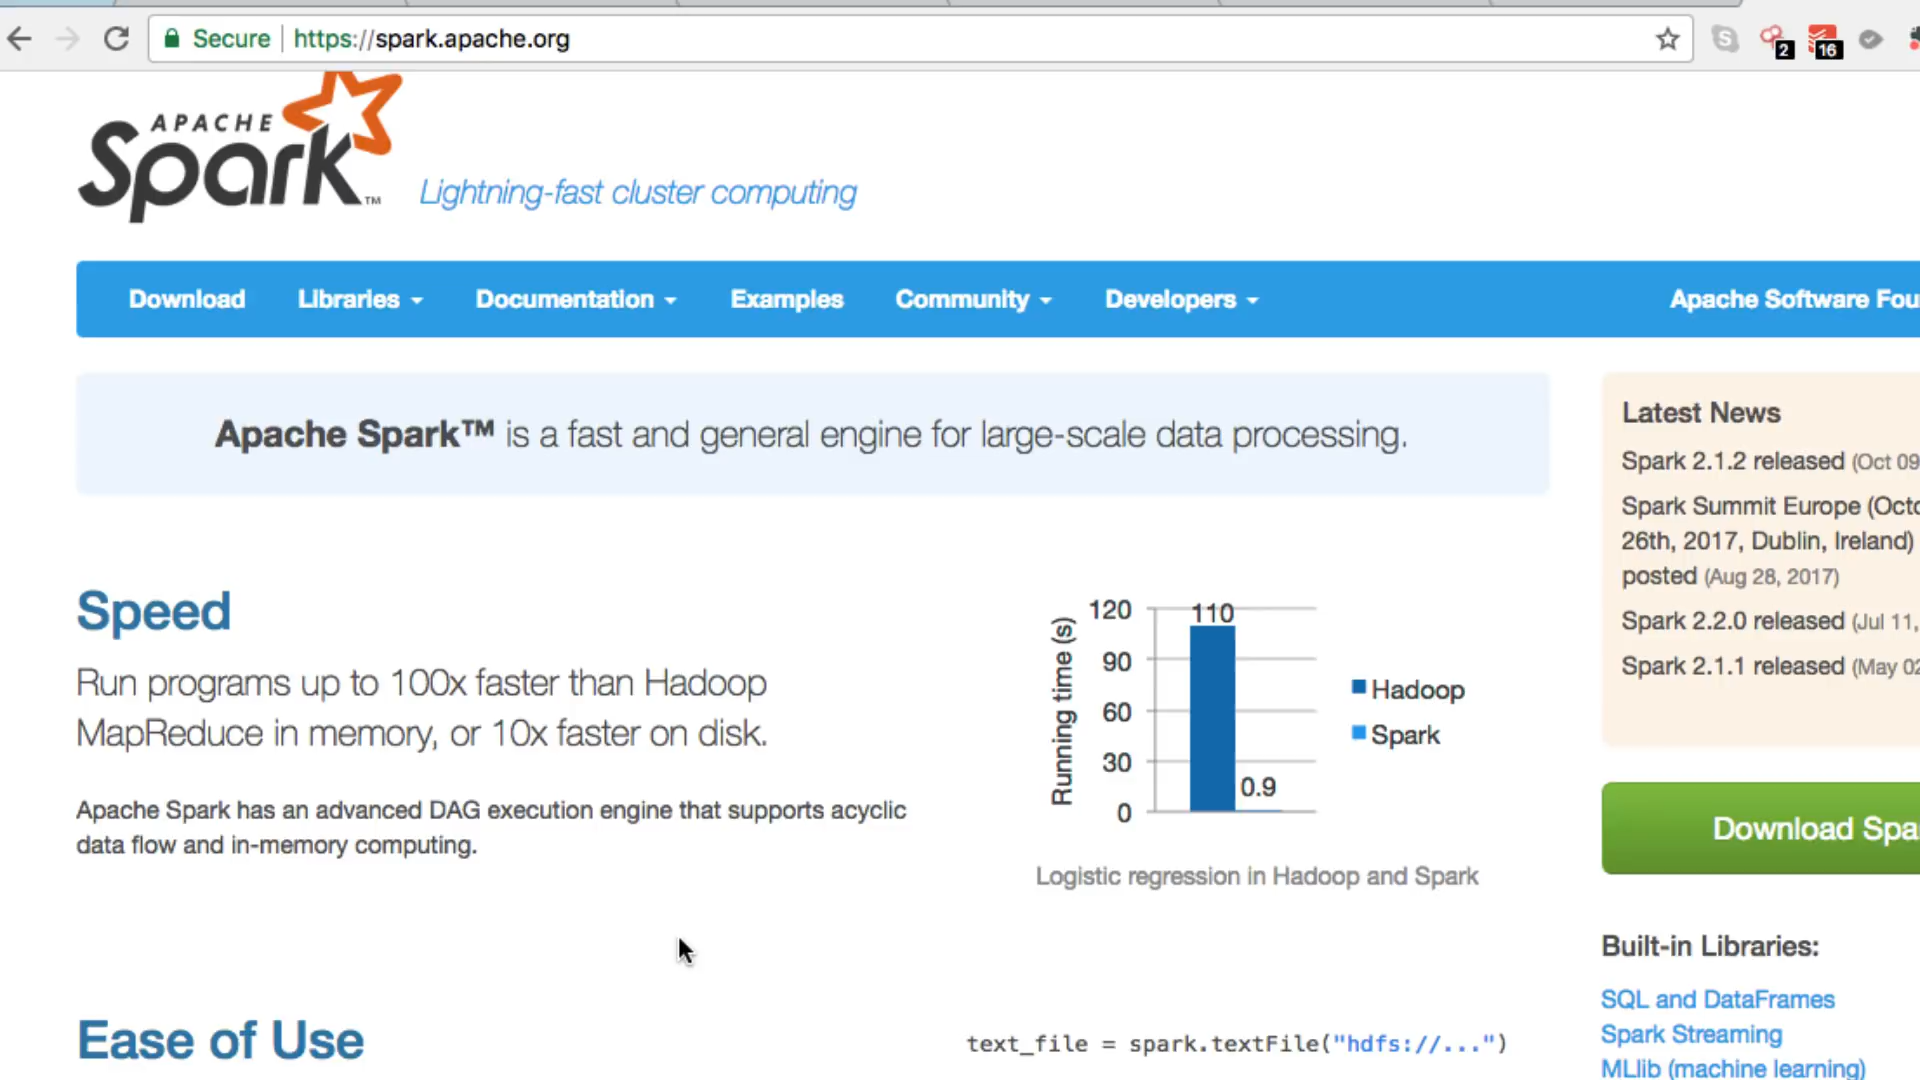 Secure https://spark.apache.org
2
16
APACHE
Spark™
Lightning-fast cluster computing
Download Libraries Documentation Examples Community Developers Apache Software Fou
Apache Spark™ is a fast and general engine for large-scale data processing.
Speed
Run programs up to 100x faster than Hadoop
MapReduce in memory, or 10x faster on disk.
Apache Spark has an advanced DAG execution engine that supports acyclic
data flow and in-memory computing.
Running time (s)
120
90
60
30
0
110
0.9
Hadoop
Spark
Logistic regression in Hadoop and Spark
Latest News
Spark 2.1.2 released (Oct 09
Spark Summit Europe (Octo
26th, 2017, Dublin, Ireland)
posted (Aug 28, 2017)
Spark 2.2.0 released (Jul 11,
Spark 2.1.1 released (May 02
Download Spa
Built-in Libraries:
SQL and DataFrames
Spark Streaming
MLlib (machine learning)
Ease of Use
text_file = spark.textFile("hdfs://...")